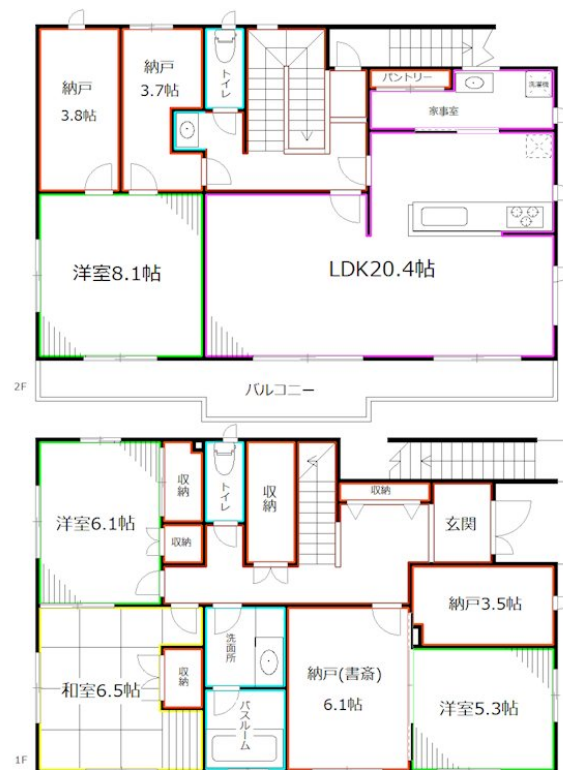 納戸
3.8帖
納戸
3.7帖
トイレ
パントリー
洗濯機
家事室
洋室8.1帖
LDK20.4帖
バルコニー
2F
洋室6.1帖
収納
収納
トイレ
収納
収納
玄関
納戸3.5帖
和室6.5帖
収納
洗面所
バスルーム
納戸(書斎)
6.1帖
洋室5.3帖
1F